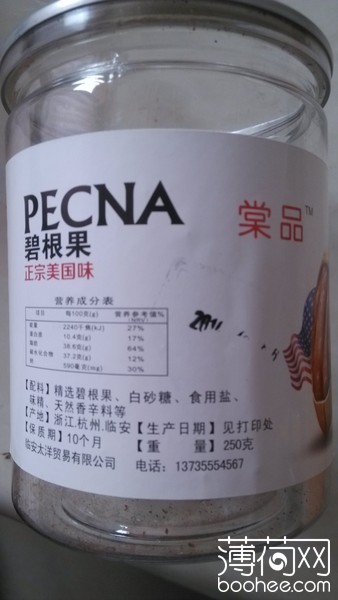 PECNA
碧根果
正宗美国味
棠品™
营养成分表
项目 每100克(g) 营养参考值%
能量 2240千焦(kJ) 27%
蛋白质 10.4克(g) 17%
脂肪 38.6克(g) 64%
碳水化合物 37.2克(g) 12%
590毫克(mg) 30%
【配料】精选碧根果、白砂糖、食用盐、
味精、天然香辛料等
【产地】浙江.杭州.临安【生产日期】见打印处
【保质期】10个月 【重 量】250克
临安太洋贸易有限公司 电话：13735554567
薄荷网
boohee.com